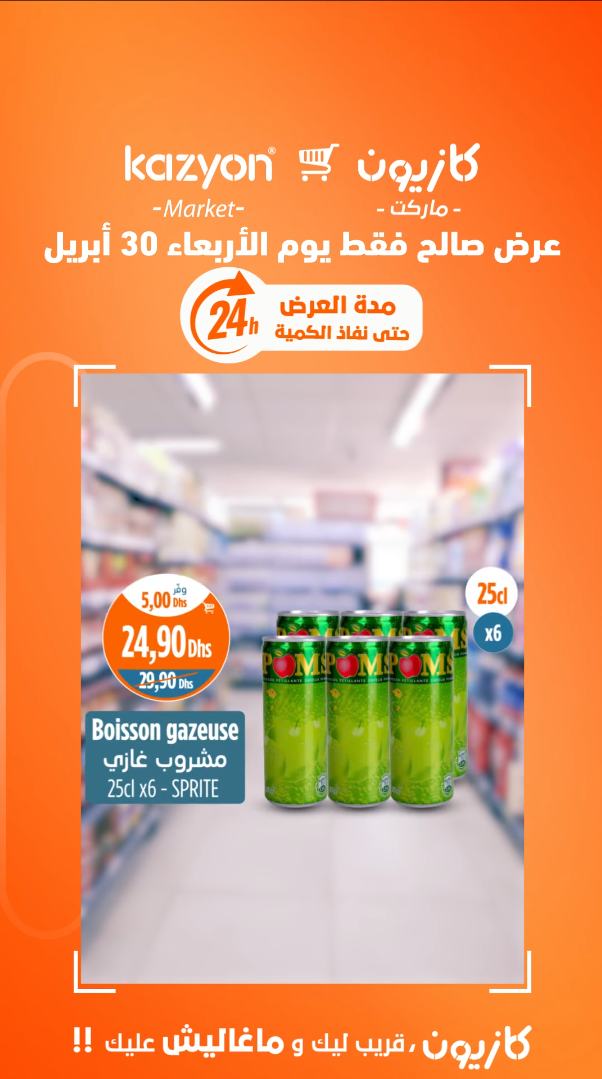 kazyon® كازيون
-Market- - ماركت -
عرض صالح فقط يوم الأربعاء 30 أبريل
24h
مدة العرض
حتى نفاذ الكمية
وفر
5,00 Dhs
24,90 Dhs
29,90 Dhs
25cl
x6
POMS POMS POMS
Boisson gazeuse
مشروب غازي
25cl x6 - SPRITE
كازيون، قريب ليك و ماغاليش عليك !!